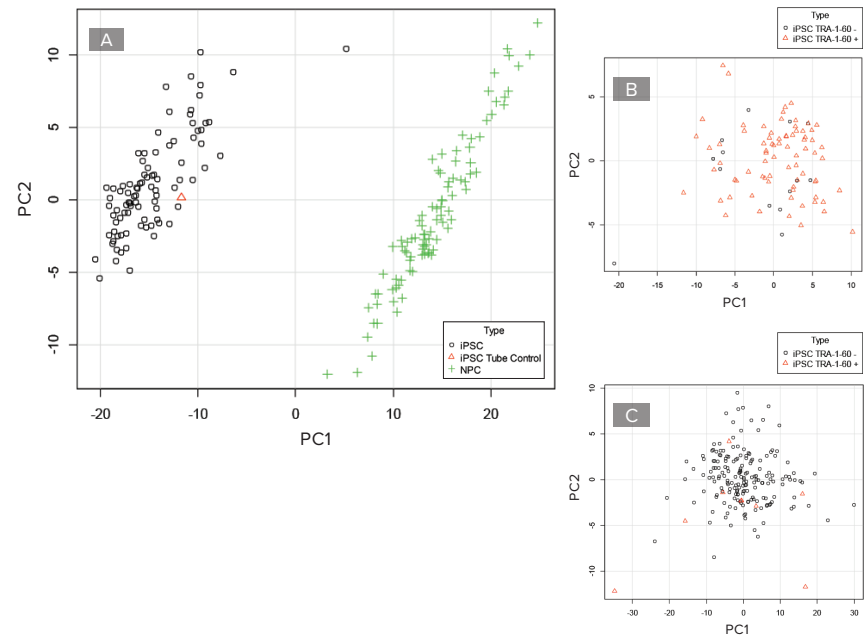 A
PC2
10
5
0
-5
-10
-20
-10
0
10
20
PC1
Type
iPSC
iPSC Tube Control
NPC
Type
iPSC TRA-1-60 -
iPSC TRA-1-60 +
B
PC2
5
0
-5
-20
-15
-10
-5
0
5
10
PC1
Type
iPSC TRA-1-60 -
iPSC TRA-1-60 +
C
PC2
10
5
0
-5
-10
-30
-20
-10
0
10
20
30
PC1